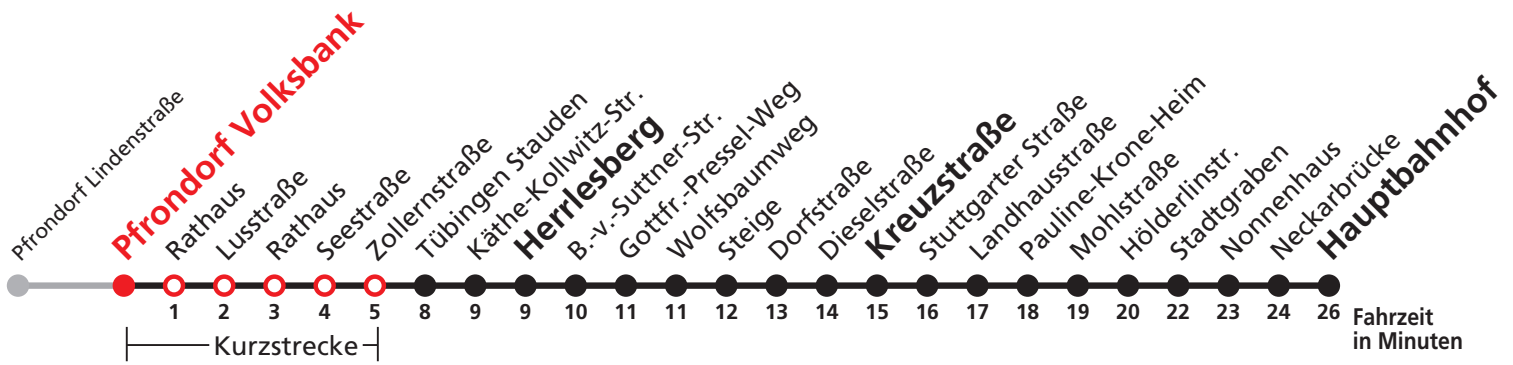 Pfrondorf Lindenstraße
Pfrondorf Volksbank
Rathaus
Lusstraße
Rathaus
Seestraße
Zollernstraße
Tübingen Stauden
Käthe-Kollwitz-Str.
Herrlesberg
B.-v.-Suttner-Str.
Gottfr.-Pressel-Weg
Wolfsbaumweg
Steige
Dorfstraße
Dieselstraße
Kreuzstraße
Stuttgarter Straße
Landhausstraße
Pauline-Krone-Heim
Mohlstraße
Hölderlinstr.
Stadtgraben
Nonnenhaus
Neckarbrücke
Hauptbahnhof
1 2 3 4 5 8 9 9 10 11 11 12 13 14 15 16 17 18 19 20 22 23 24 26
Fahrzeit
in Minuten
Kurzstrecke